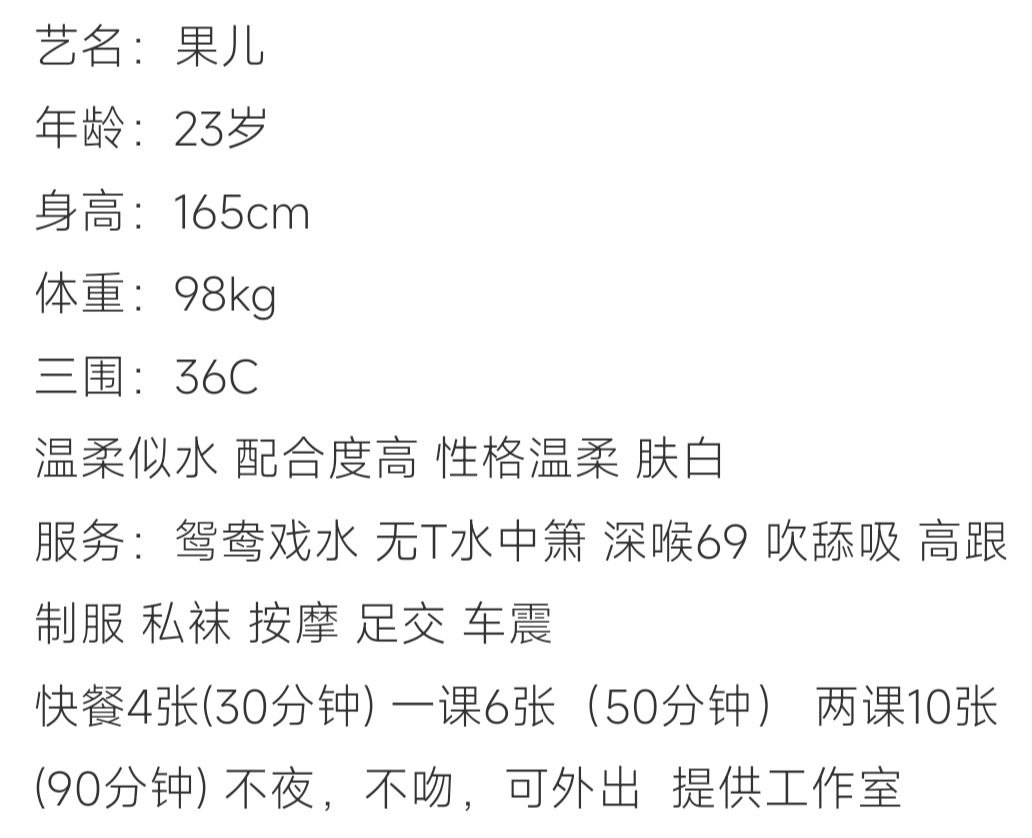 艺名：果儿
年龄：23岁
身高：165cm
体重：98kg
三围：36C
温柔似水 配合度高 性格温柔 肤白
服务：鸳鸯戏水 无T水中箫 深喉69 吹舔吸 高跟
制服 私袜 按摩 足交 车震
快餐4张(30分钟) 一课6张（50分钟） 两课10张
(90分钟) 不夜，不吻，可外出 提供工作室